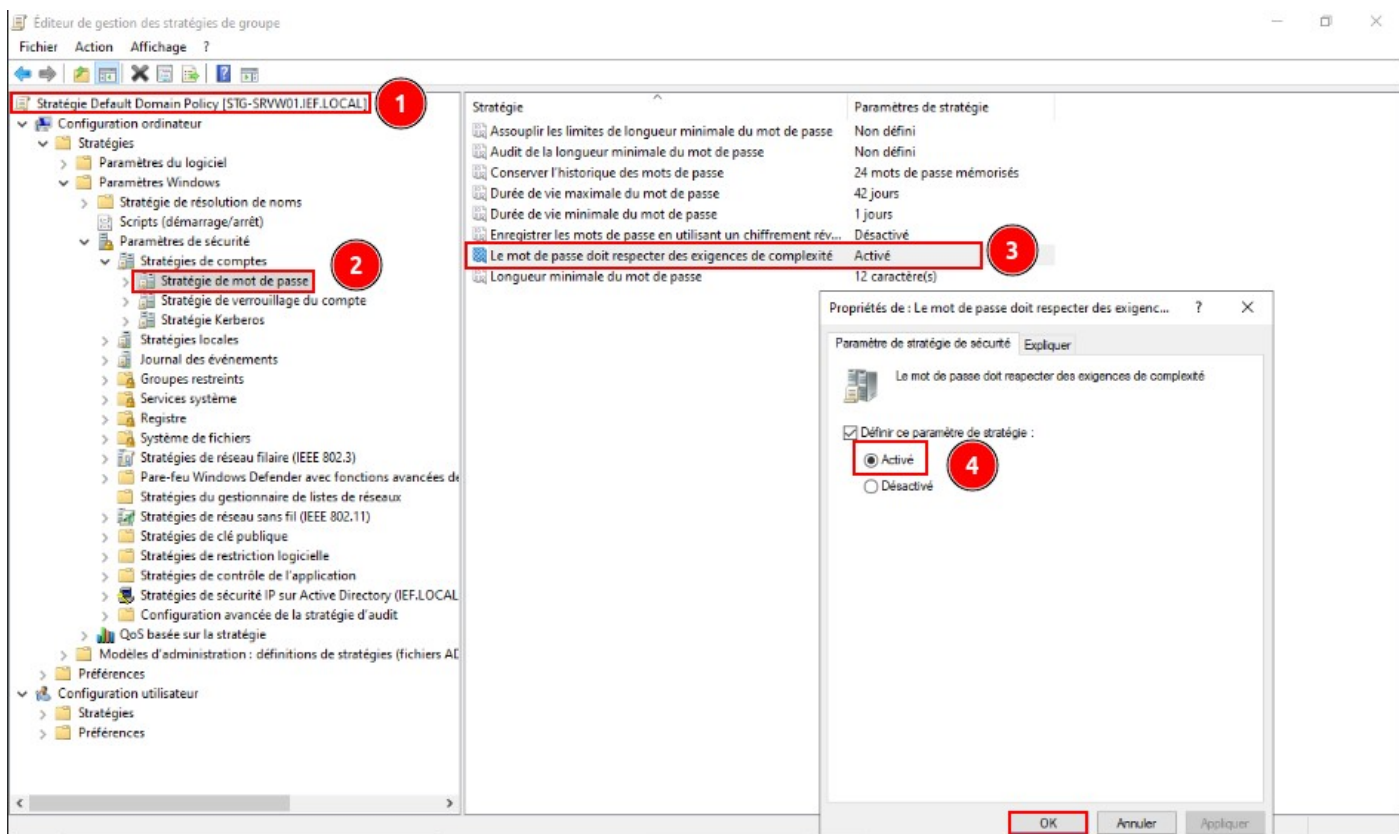 Éditeur de gestion des stratégies de groupe
Fichier Action Affichage ?
Stratégie Default Domain Policy [STG-SRVW01.IEF.LOCAL]
1
Configuration ordinateur
Stratégies
Paramètres du logiciel
Paramètres Windows
Stratégie de résolution de noms
Scripts (démarrage/arrêt)
Paramètres de sécurité
Stratégies de comptes
2
Stratégie de mot de passe
Stratégie de verrouillage du compte
Stratégie Kerberos
Stratégies locales
Journal des événements
Groupes restreints
Services système
Registre
Système de fichiers
Stratégies de réseau filaire (IEEE 802.3)
Pare-feu Windows Defender avec fonctions avancées de
Stratégies du gestionnaire de listes de réseaux
Stratégies de réseau sans fil (IEEE 802.11)
Stratégies de clé publique
Stratégies de restriction logicielle
Stratégies de contrôle de l'application
Stratégies de sécurité IP sur Active Directory (IEF.LOCAL
Configuration avancée de la stratégie d'audit
QoS basée sur la stratégie
Modèles d'administration : définitions de stratégies (fichiers AD
Préférences
Configuration utilisateur
Stratégies
Préférences
Stratégie Paramètres de stratégie
Assouplir les limites de longueur minimale du mot de passe Non défini
Audit de la longueur minimale du mot de passe Non défini
Conserver l'historique des mots de passe 24 mots de passe mémorisés
Durée de vie maximale du mot de passe 42 jours
Durée de vie minimale du mot de passe 1 jours
Enregistrer les mots de passe en utilisant un chiffrement rév... Désactivé
Le mot de passe doit respecter des exigences de complexité Activé
3
Longueur minimale du mot de passe 12 caractère(s)
Propriétés de : Le mot de passe doit respecter des exigenc... ?
Paramètre de stratégie de sécurité Expliquer
Le mot de passe doit respecter des exigences de complexité
Définir ce paramètre de stratégie :
Activé
4
Désactivé
OK Annuler Appliquer